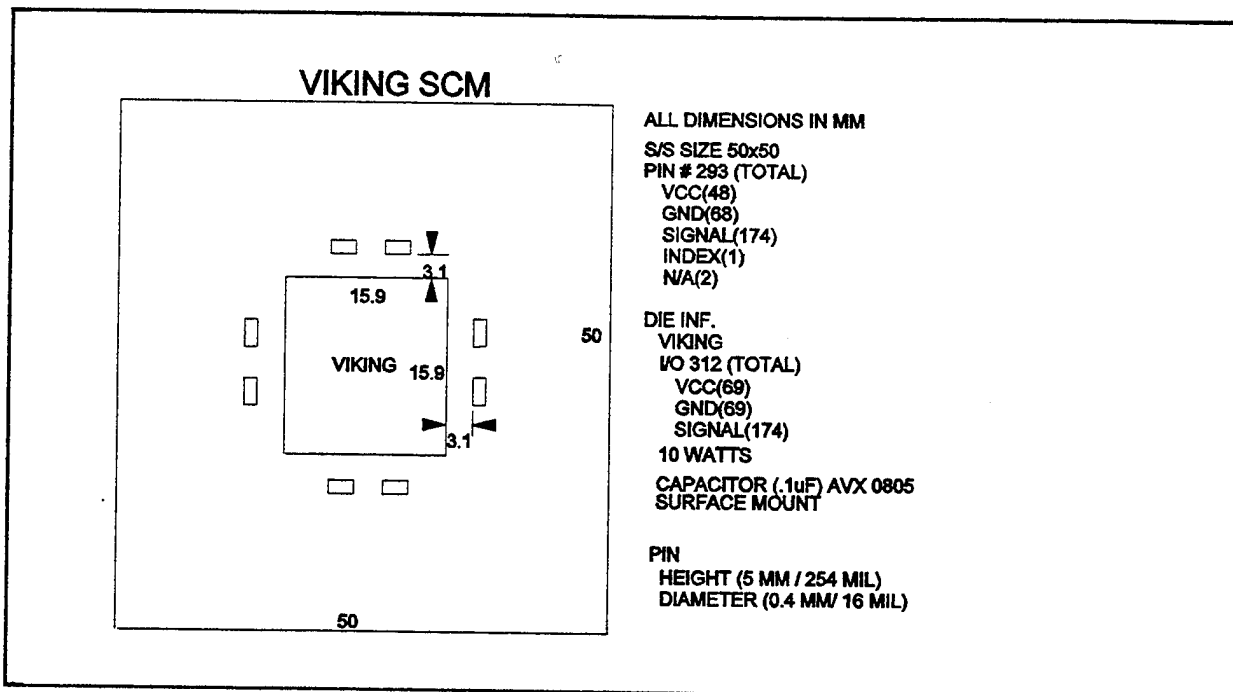 VIKING SCM
3.1
15.9
VIKING
15.9
50
3.1
50
ALL DIMENSIONS IN MM
S/S SIZE 50x50
PIN # 293 (TOTAL)
VCC(48)
GND(68)
SIGNAL(174)
INDEX(1)
N/A(2)
DIE INF.
VIKING
I/O 312 (TOTAL)
VCC(69)
GND(69)
SIGNAL(174)
10 WATTS
CAPACITOR (.1uF) AVX 0805
SURFACE MOUNT
PIN
HEIGHT (5 MM / 254 MIL)
DIAMETER (0.4 MM/ 16 MIL)